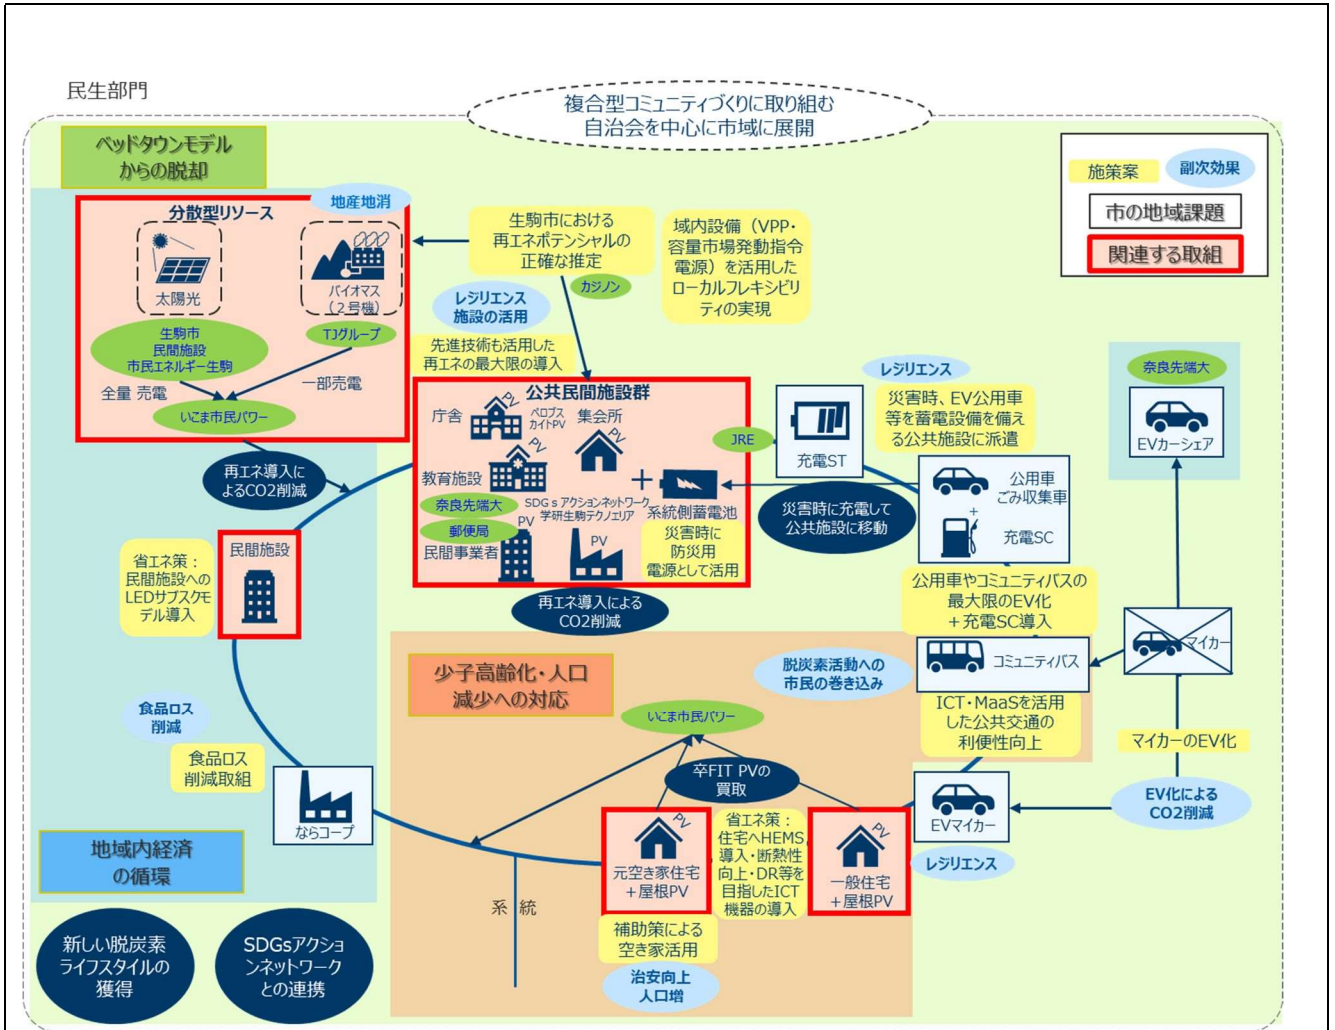 民生部門
複合型コミュニティづくりに取り組む
自治会を中心に市域に展開
ベッドタウンモデル
からの脱却
施策案
副次効果
市の地域課題
関連する取組
地産地消
分散型リソース
太陽光
バイオマス
（2号機）
生駒市
民間施設
市民エネルギー生駒
TJグループ
全量 売電
一部売電
いこま市民パワー
生駒市における
再エネポテンシャルの
正確な推定
カジノン
域内設備（VPP・
容量市場発動指令
電源）を活用した
ローカルフレキシビリ
ティの実現
レジリエンス
施設の活用
先進技術も活用した
再エネの最大限の導入
公共民間施設群
庁舎
PV
ペロブス
カイトPV
集会所
PV
教育施設
PV
奈良先端大
郵便局
民間事業者
PV
SDGｓアクションネットワーク
学研生駒テクノエリア
PV
系統側蓄電池
災害時に
防災用
電源として活用
JRE
充電ST
レジリエンス
災害時、EV公用車
等を蓄電設備を備え
る公共施設に派遣
公用車
ごみ収集車
+
充電SC
災害時に充電して
公共施設に移動
奈良先端大
EVカーシェア
再エネ導入に
よるCO2削減
民間施設
省エネ策：
民間施設への
LEDサブスクモ
デル導入
再エネ導入による
CO2削減
公用車やコミュニティバスの
最大限のEV化
＋充電SC導入
マイカー
コミュニティバス
ICT・MaaSを活用
した公共交通の
利便性向上
少子高齢化・人口
減少への対応
脱炭素活動への
市民の巻き込み
いこま市民パワー
卒FIT PVの
買取
マイカーのEV化
EV化による
CO2削減
EVマイカー
レジリエンス
食品ロス
削減
食品ロス
削減取組
ならコープ
地域内経済
の循環
PV
元空き家住宅
＋屋根PV
省エネ策：
住宅へHEMS
導入・断熱性
向上・DR等を
目指したICT
機器の導入
PV
一般住宅
＋屋根PV
系 統
補助策による
空き家活用
治安向上
人口増
新しい脱炭素
ライフスタイルの
獲得
SDGsアクショ
ンネットワーク
との連携